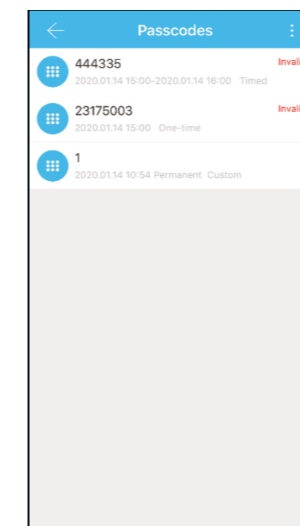 Passcodes
444335
Invali
2020.01.14 15:00-2020.01.14 16:00 Timed
23175003
Invali
2020.01.14 15:00 One-time
1
2020.01.14 10:54 Permanent Custom